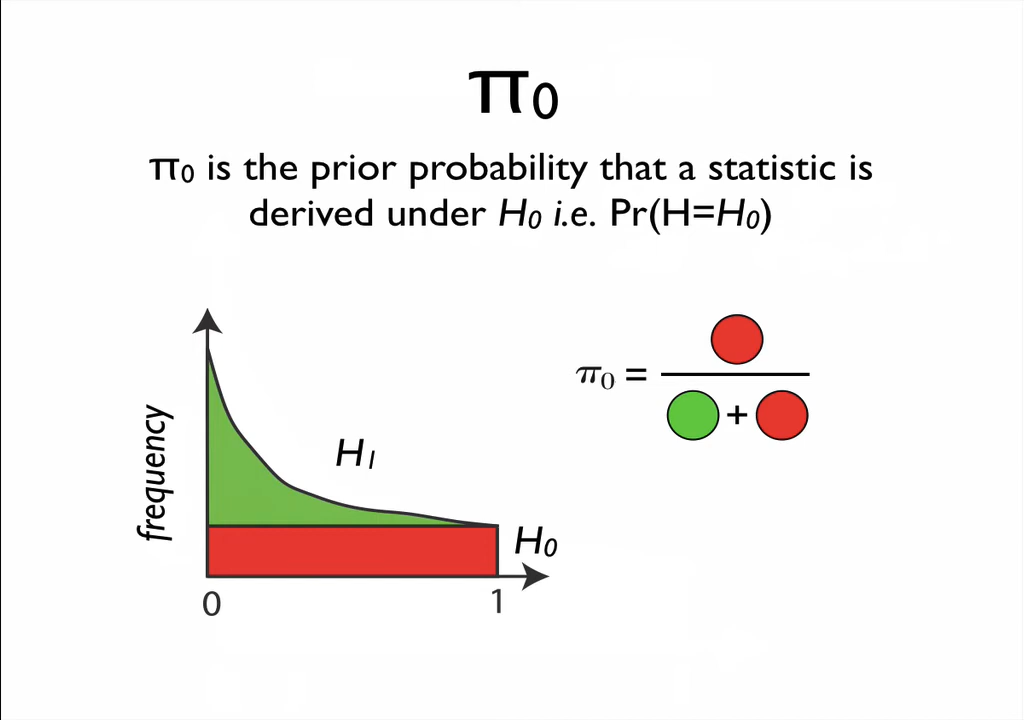 π₀
π₀ is the prior probability that a statistic is
derived under H₀ i.e. Pr(H=H₀)
π₀ =
+
frequency
H₁
H₀
0
1